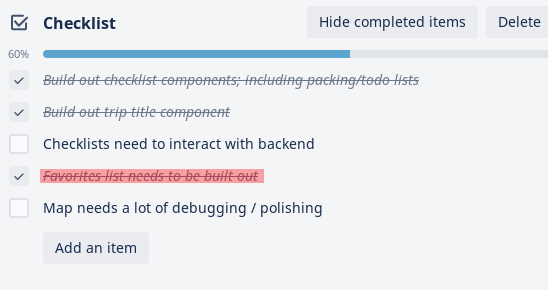 Checklist
Hide completed items
Delete
60%
Build out checklist components; including packing/todo lists
Build out trip title component
Checklists need to interact with backend
Favorites list needs to be built out
Map needs a lot of debugging / polishing
Add an item